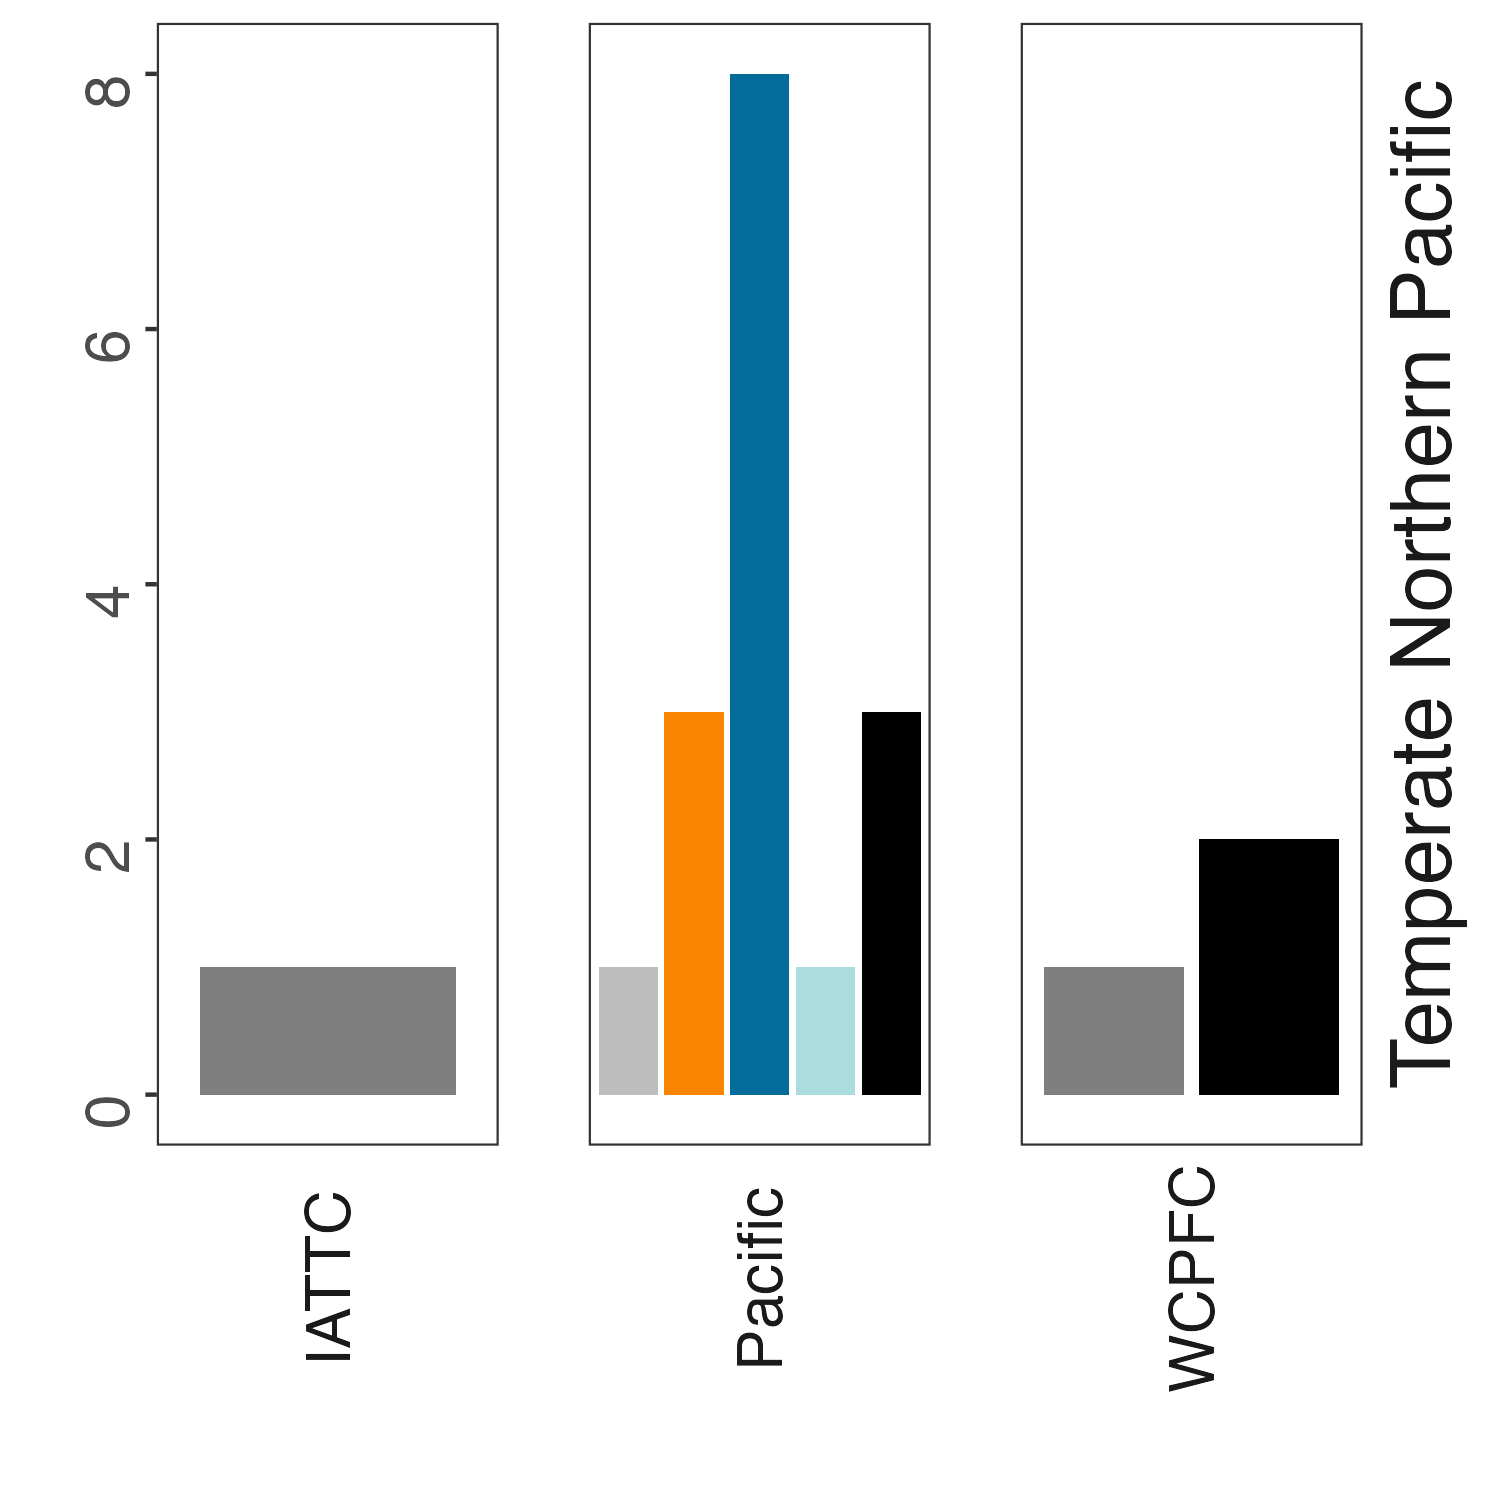 8
6
4
2
0
IATTC
Pacific
WCPFC
Temperate Northern Pacific